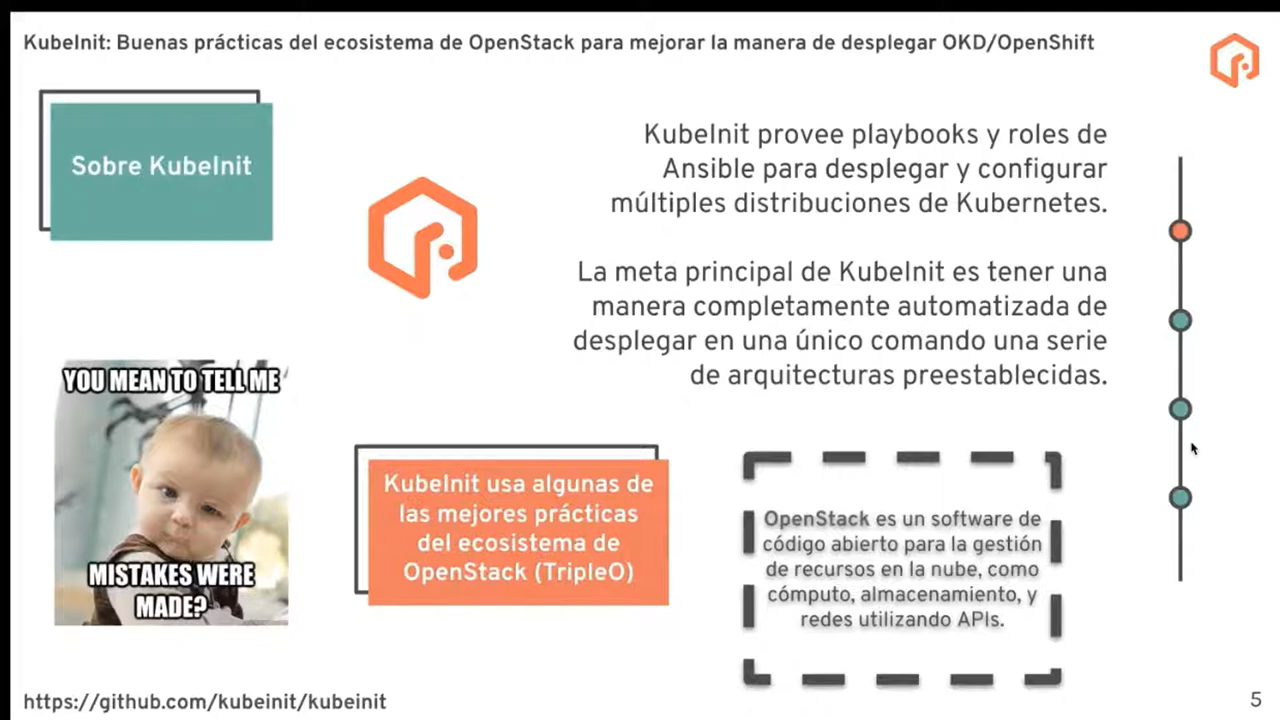 KubeInit: Buenas prácticas del ecosistema de OpenStack para mejorar la manera de desplegar OKD/OpenShift
Sobre KubeInit
KubeInit provee playbooks y roles de
Ansible para desplegar y configurar
múltiples distribuciones de Kubernetes.
La meta principal de KubeInit es tener una
manera completamente automatizada de
desplegar en una único comando una serie
de arquitecturas preestablecidas.
YOU MEAN TO TELL ME
MISTAKES WERE
MADE?
KubeInit usa algunas de
las mejores prácticas
del ecosistema de
OpenStack (TripleO)
OpenStack es un software de
código abierto para la gestión
de recursos en la nube, como
cómputo, almacenamiento, y
redes utilizando APIs.
https://github.com/kubeinit/kubeinit
5